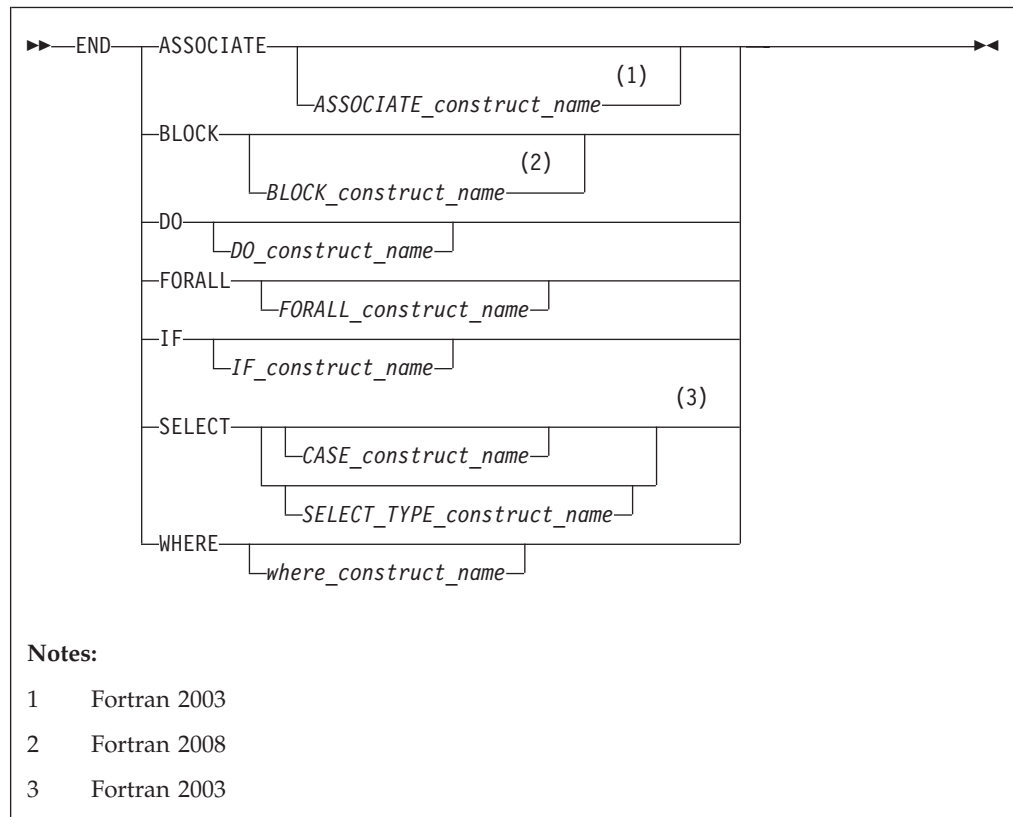 END ASSOCIATE
(1)
ASSOCIATE_construct_name
BLOCK
(2)
BLOCK_construct_name
DO
DO_construct_name
FORALL
FORALL_construct_name
IF
IF_construct_name
(3)
SELECT
CASE_construct_name
SELECT_TYPE_construct_name
WHERE
where_construct_name
Notes:
1 Fortran 2003
2 Fortran 2008
3 Fortran 2003